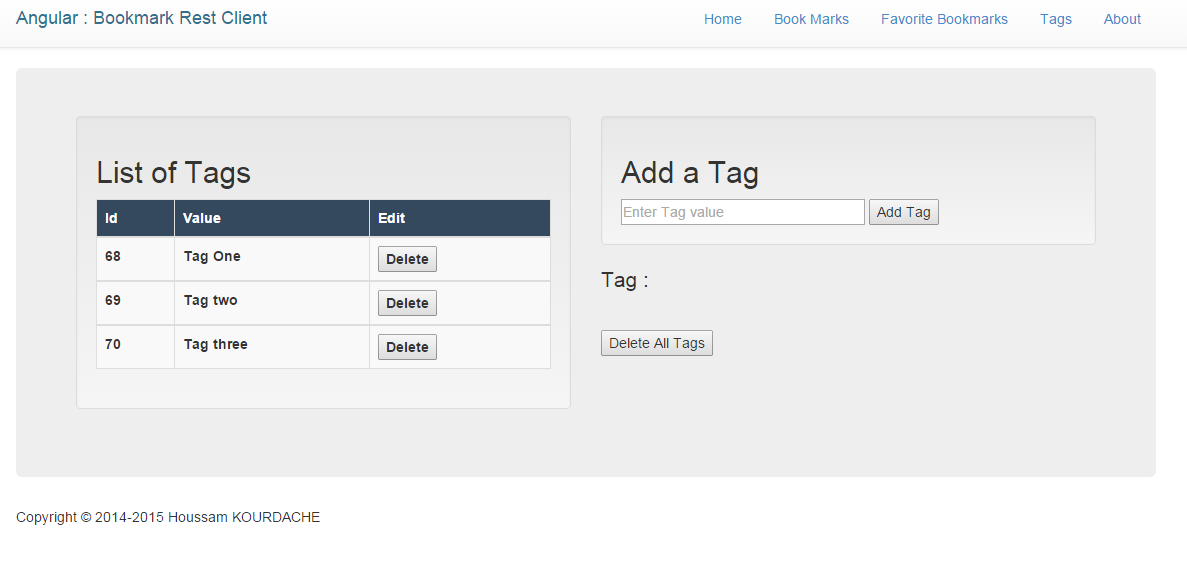 Angular : Bookmark Rest Client
Home Book Marks Favorite Bookmarks Tags About
List of Tags
Id Value Edit
68 Tag One Delete
69 Tag two Delete
70 Tag three Delete
Add a Tag
Enter Tag value Add Tag
Tag :
Delete All Tags
Copyright © 2014-2015 Houssam KOURDACHE